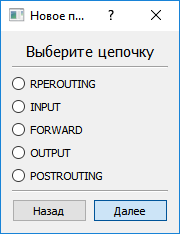 Новое п... ?
Выберите цепочку
RPEROUTING
INPUT
FORWARD
OUTPUT
POSTROUTING
Назад Далее